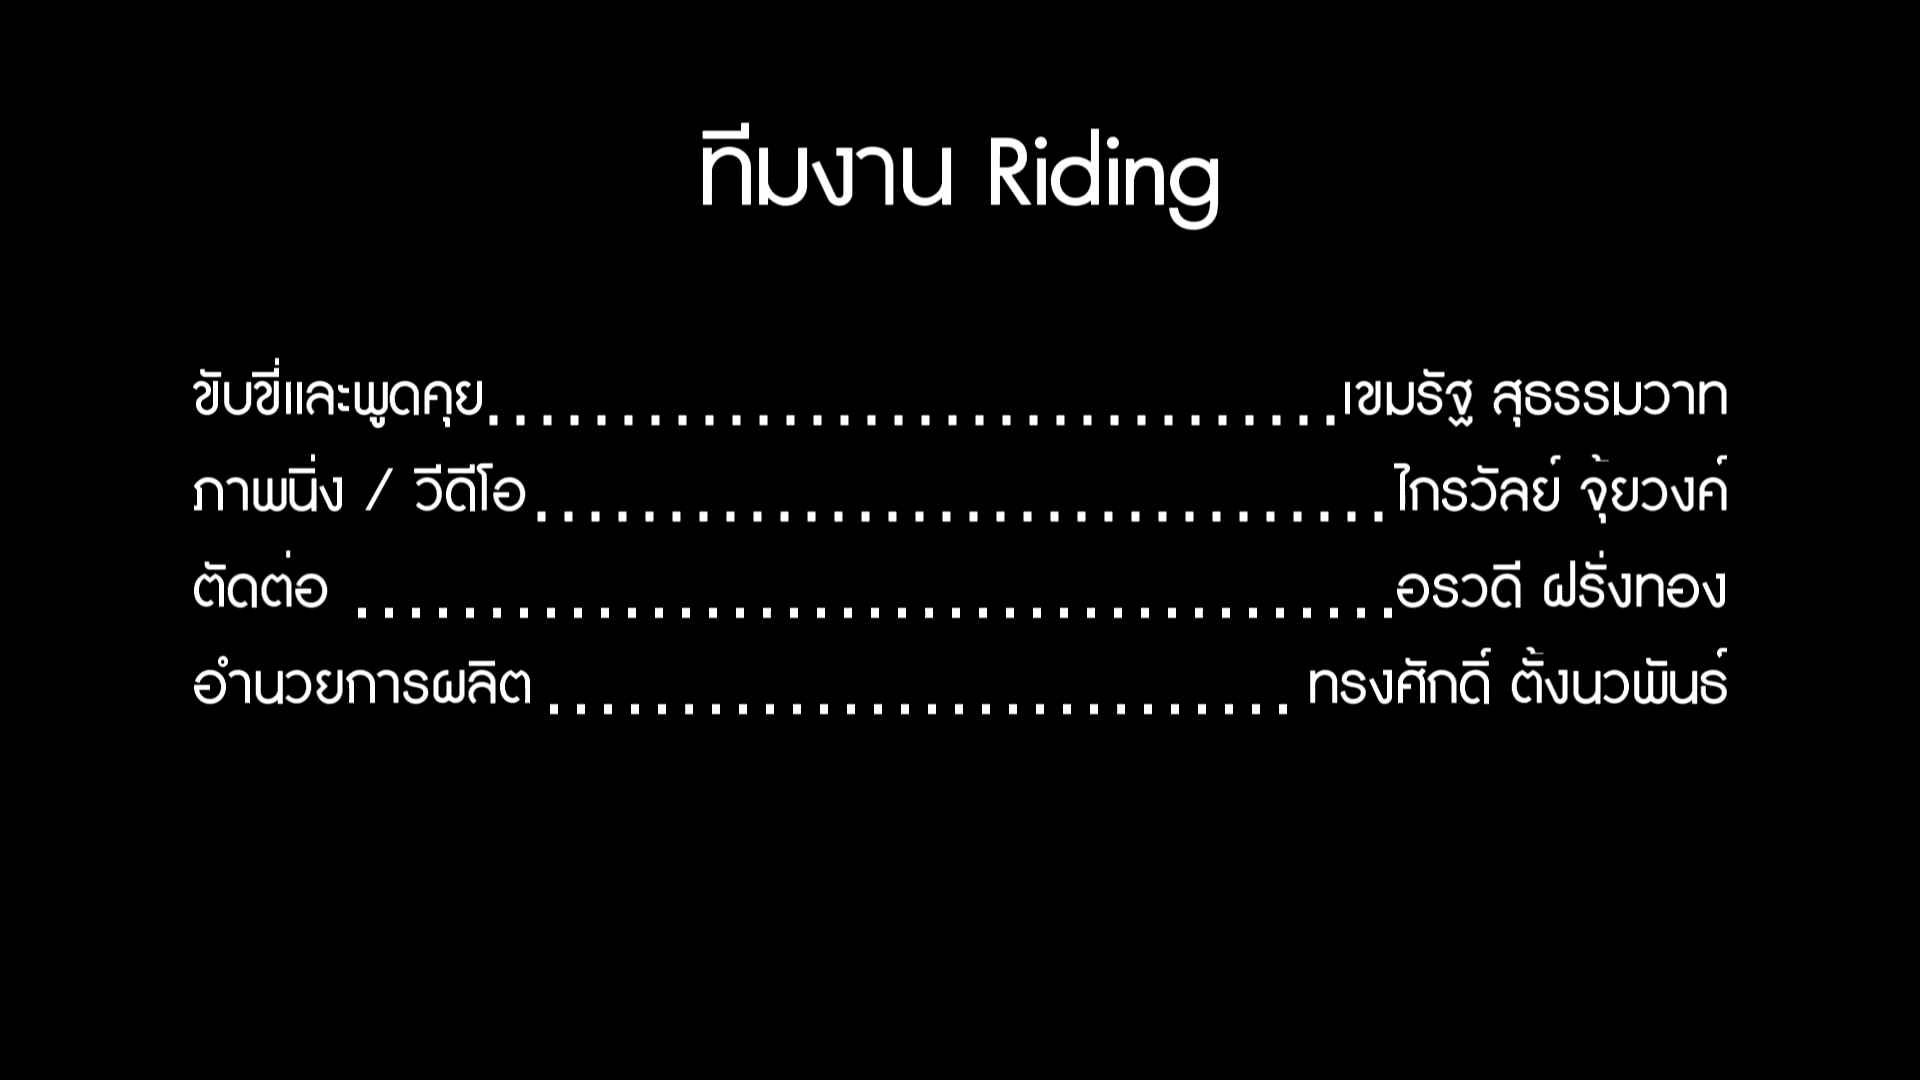 ทีมงาน Riding
ขับขี่และพูดคุย................................เขมรัฐ สุธรรมวาท
ภาพนิ่ง / วีดีโอ................................ไกรวัลย์ จุ้ยวงค์
ตัดต่อ .......................................อรวดี ฝรั่งทอง
อำนวยการผลิต ............................ ทรงศักดิ์ ตั้งนวพันธ์